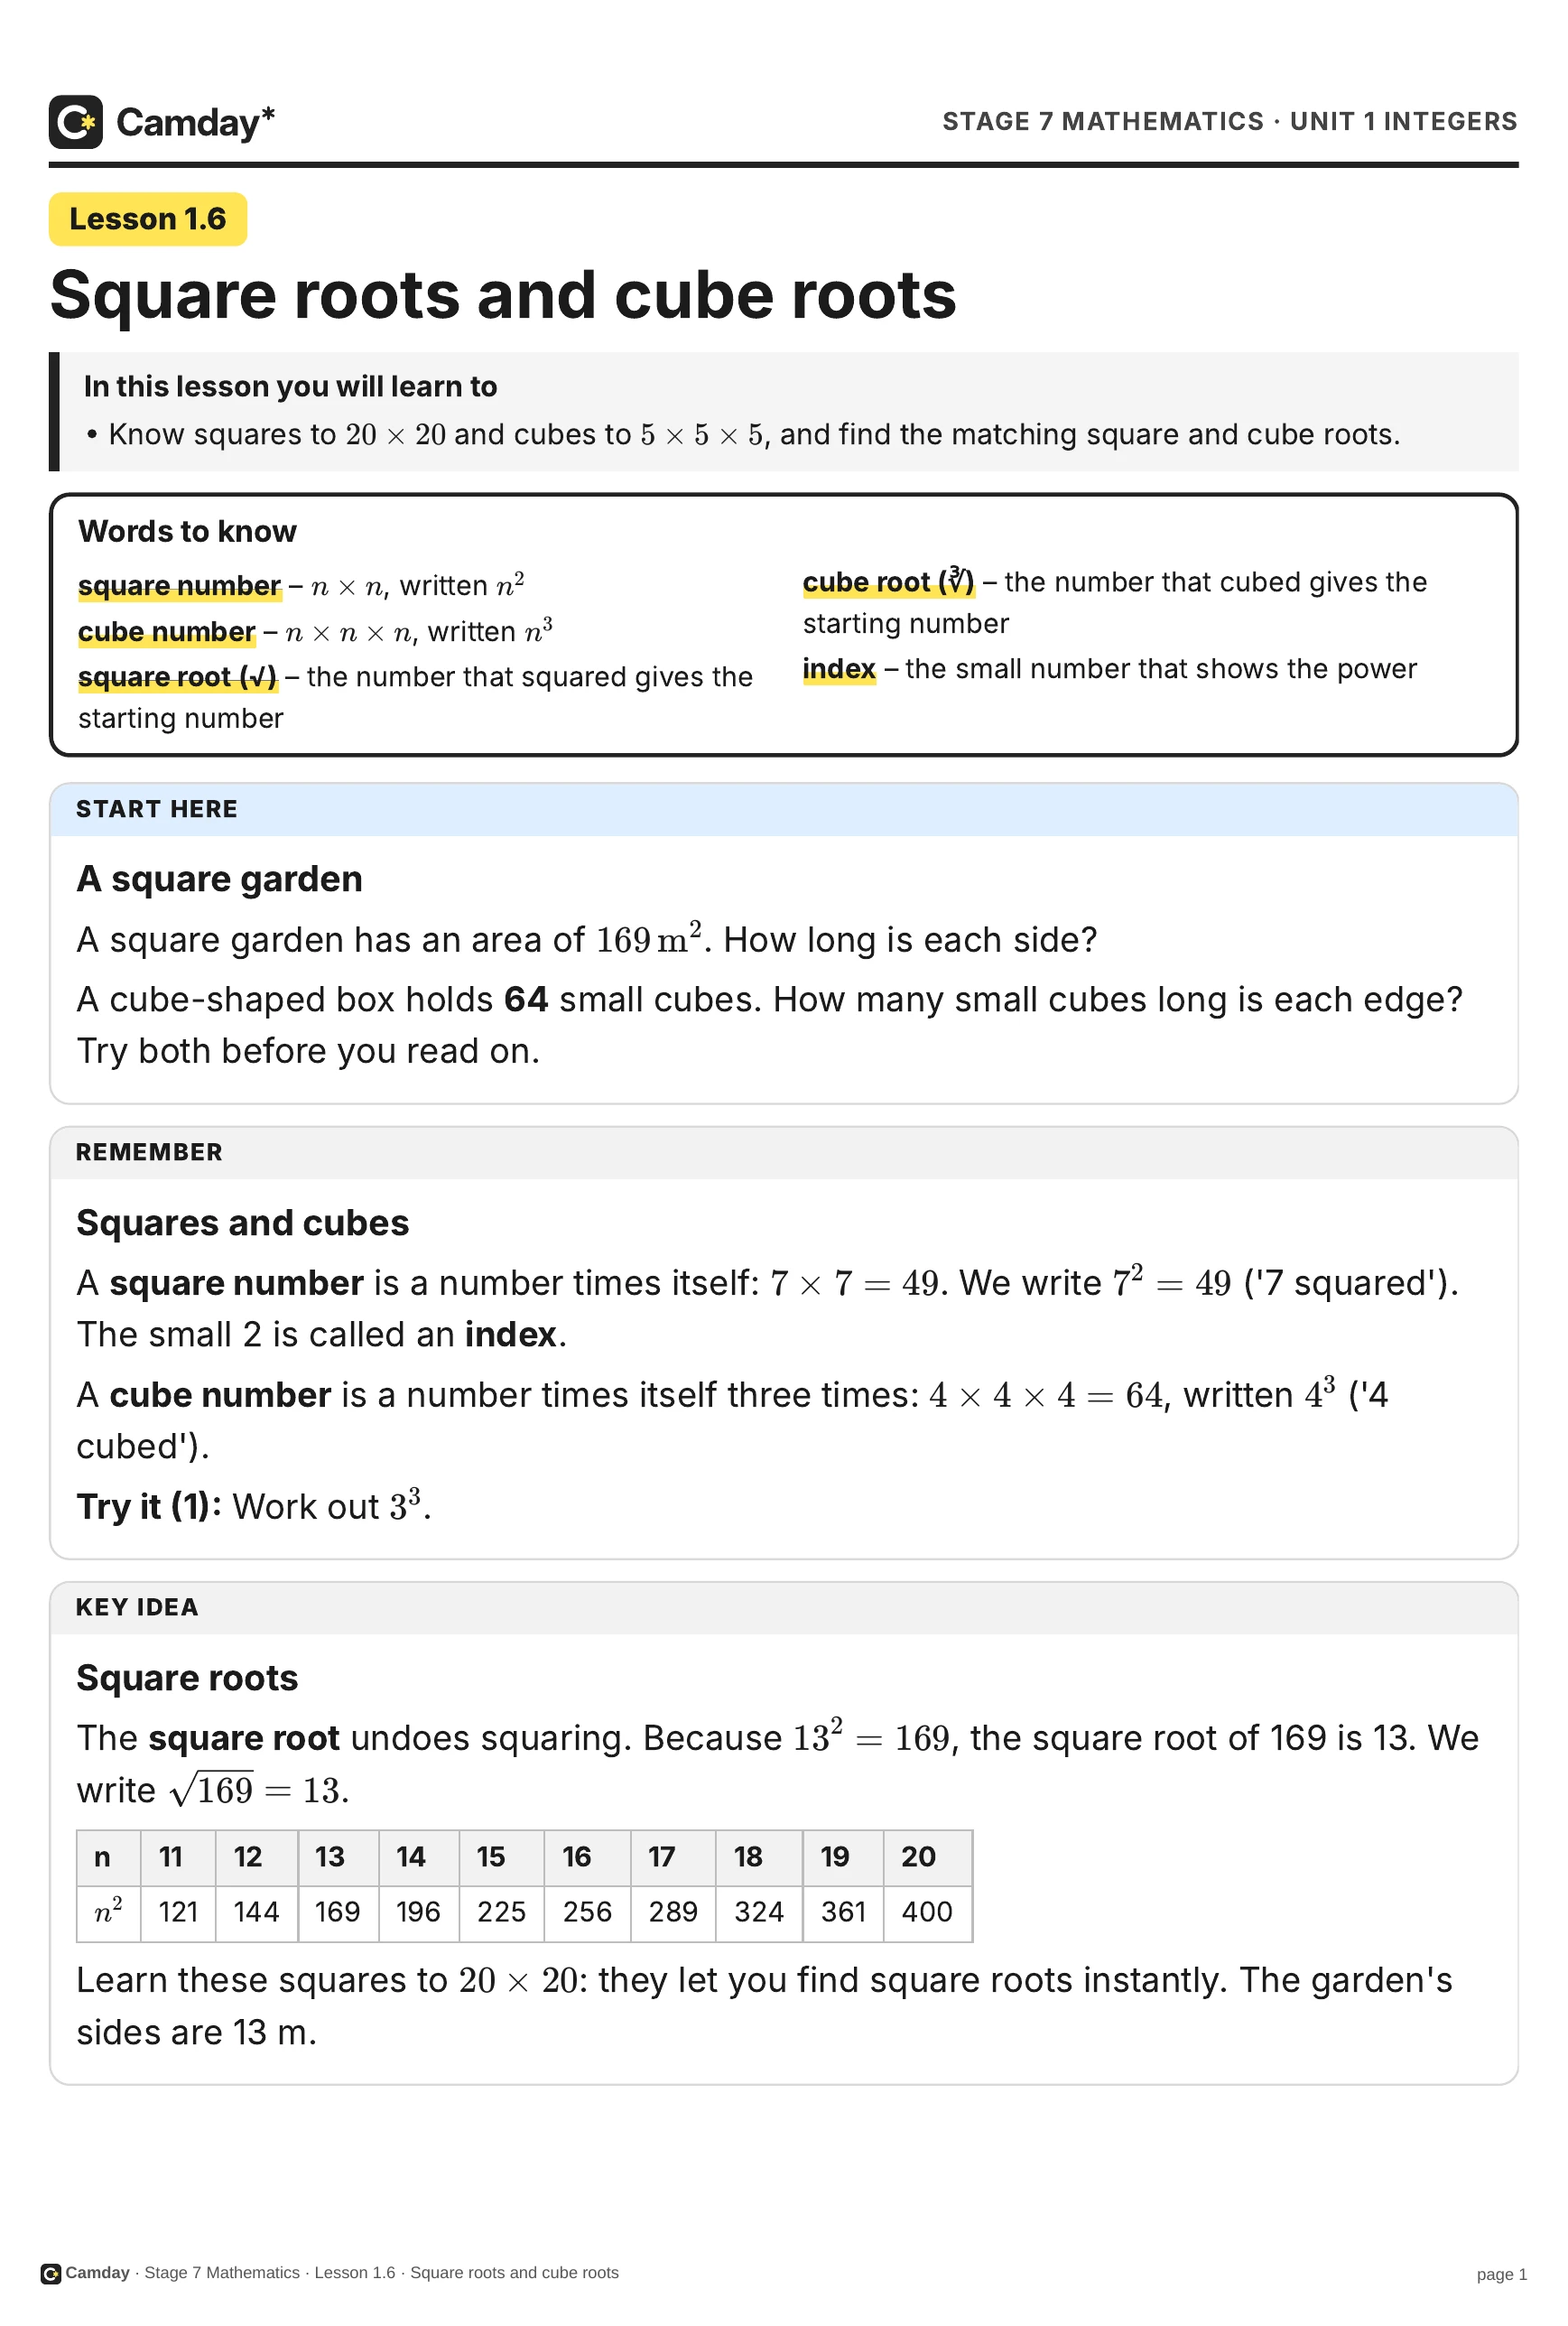 Camday*
STAGE 7 MATHEMATICS · UNIT 1 INTEGERS
Lesson 1.6
Square roots and cube roots
In this lesson you will learn to
• Know squares to 20 × 20 and cubes to 5 × 5 × 5, and find the matching square and cube roots.
Words to know
square number – n × n, written n²
cube number – n × n × n, written n³
square root (√) – the number that squared gives the
starting number
cube root (∛) – the number that cubed gives the
starting number
index – the small number that shows the power
START HERE
A square garden
A square garden has an area of 169 m². How long is each side?
A cube-shaped box holds 64 small cubes. How many small cubes long is each edge?
Try both before you read on.
REMEMBER
Squares and cubes
A square number is a number times itself: 7 × 7 = 49. We write 7² = 49 ('7 squared').
The small 2 is called an index.
A cube number is a number times itself three times: 4 × 4 × 4 = 64, written 4³ ('4
cubed').
Try it (1): Work out 3³.
KEY IDEA
Square roots
The square root undoes squaring. Because 13² = 169, the square root of 169 is 13. We
write √169 = 13.
n 11 12 13 14 15 16 17 18 19 20
n² 121 144 169 196 225 256 289 324 361 400
Learn these squares to 20 × 20: they let you find square roots instantly. The garden's
sides are 13 m.
Camday · Stage 7 Mathematics · Lesson 1.6 · Square roots and cube roots
page 1